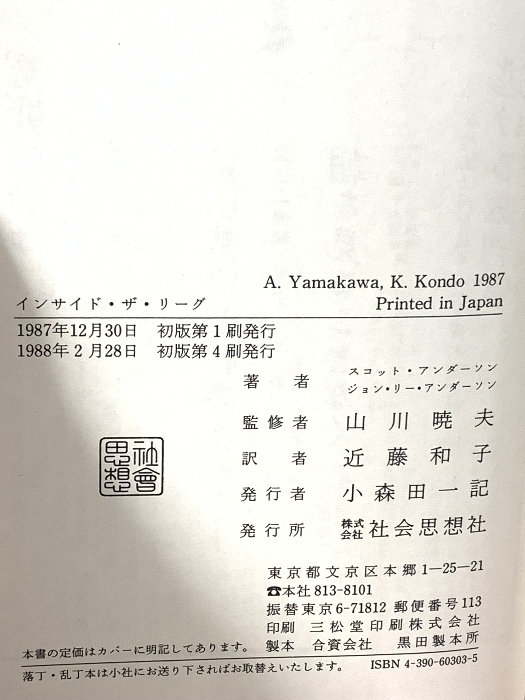 A. Yamakawa, K. Kondo 1987
インサイド・ザ・リーグ
Printed in Japan
1987年12月30日 初版第1刷発行
1988年2月28日 初版第4刷発行
著者 スコット・アンダーソン
ジョン・リー・アンダーソン
監修者 山川暁夫
訳者 近藤和子
社會
思想
発行者 小森田一記
発行所 株式会社社会思想社
東京都文京区本郷1―25―21
☎本社813-8101
振替東京6-71812 郵便番号113
印刷 三松堂印刷株式会社
本書の定価はカバーに明記してあります。 製本 合資会社 黒田製本所
落丁・乱丁本は小社にお送り下さればお取替えいたします。 ISBN 4-390-60303-5